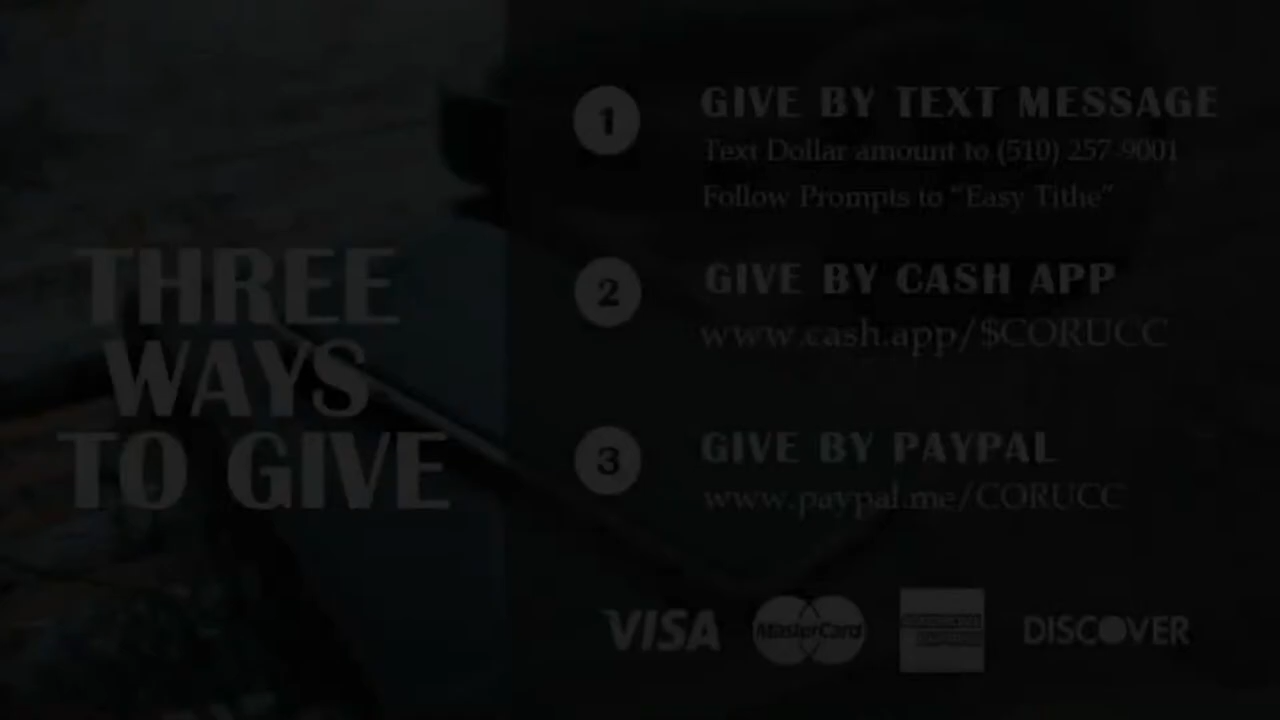 THREE
WAYS
TO GIVE
1
GIVE BY TEXT MESSAGE
Text Dollar amount to (510) 257-9001
Follow Prompts to “Easy Tithe”
2
GIVE BY CASH APP
www.cash.app/$CORUCC
3
GIVE BY PAYPAL
www.paypal.me/CORUCC
VISA
MasterCard
DISCOVER